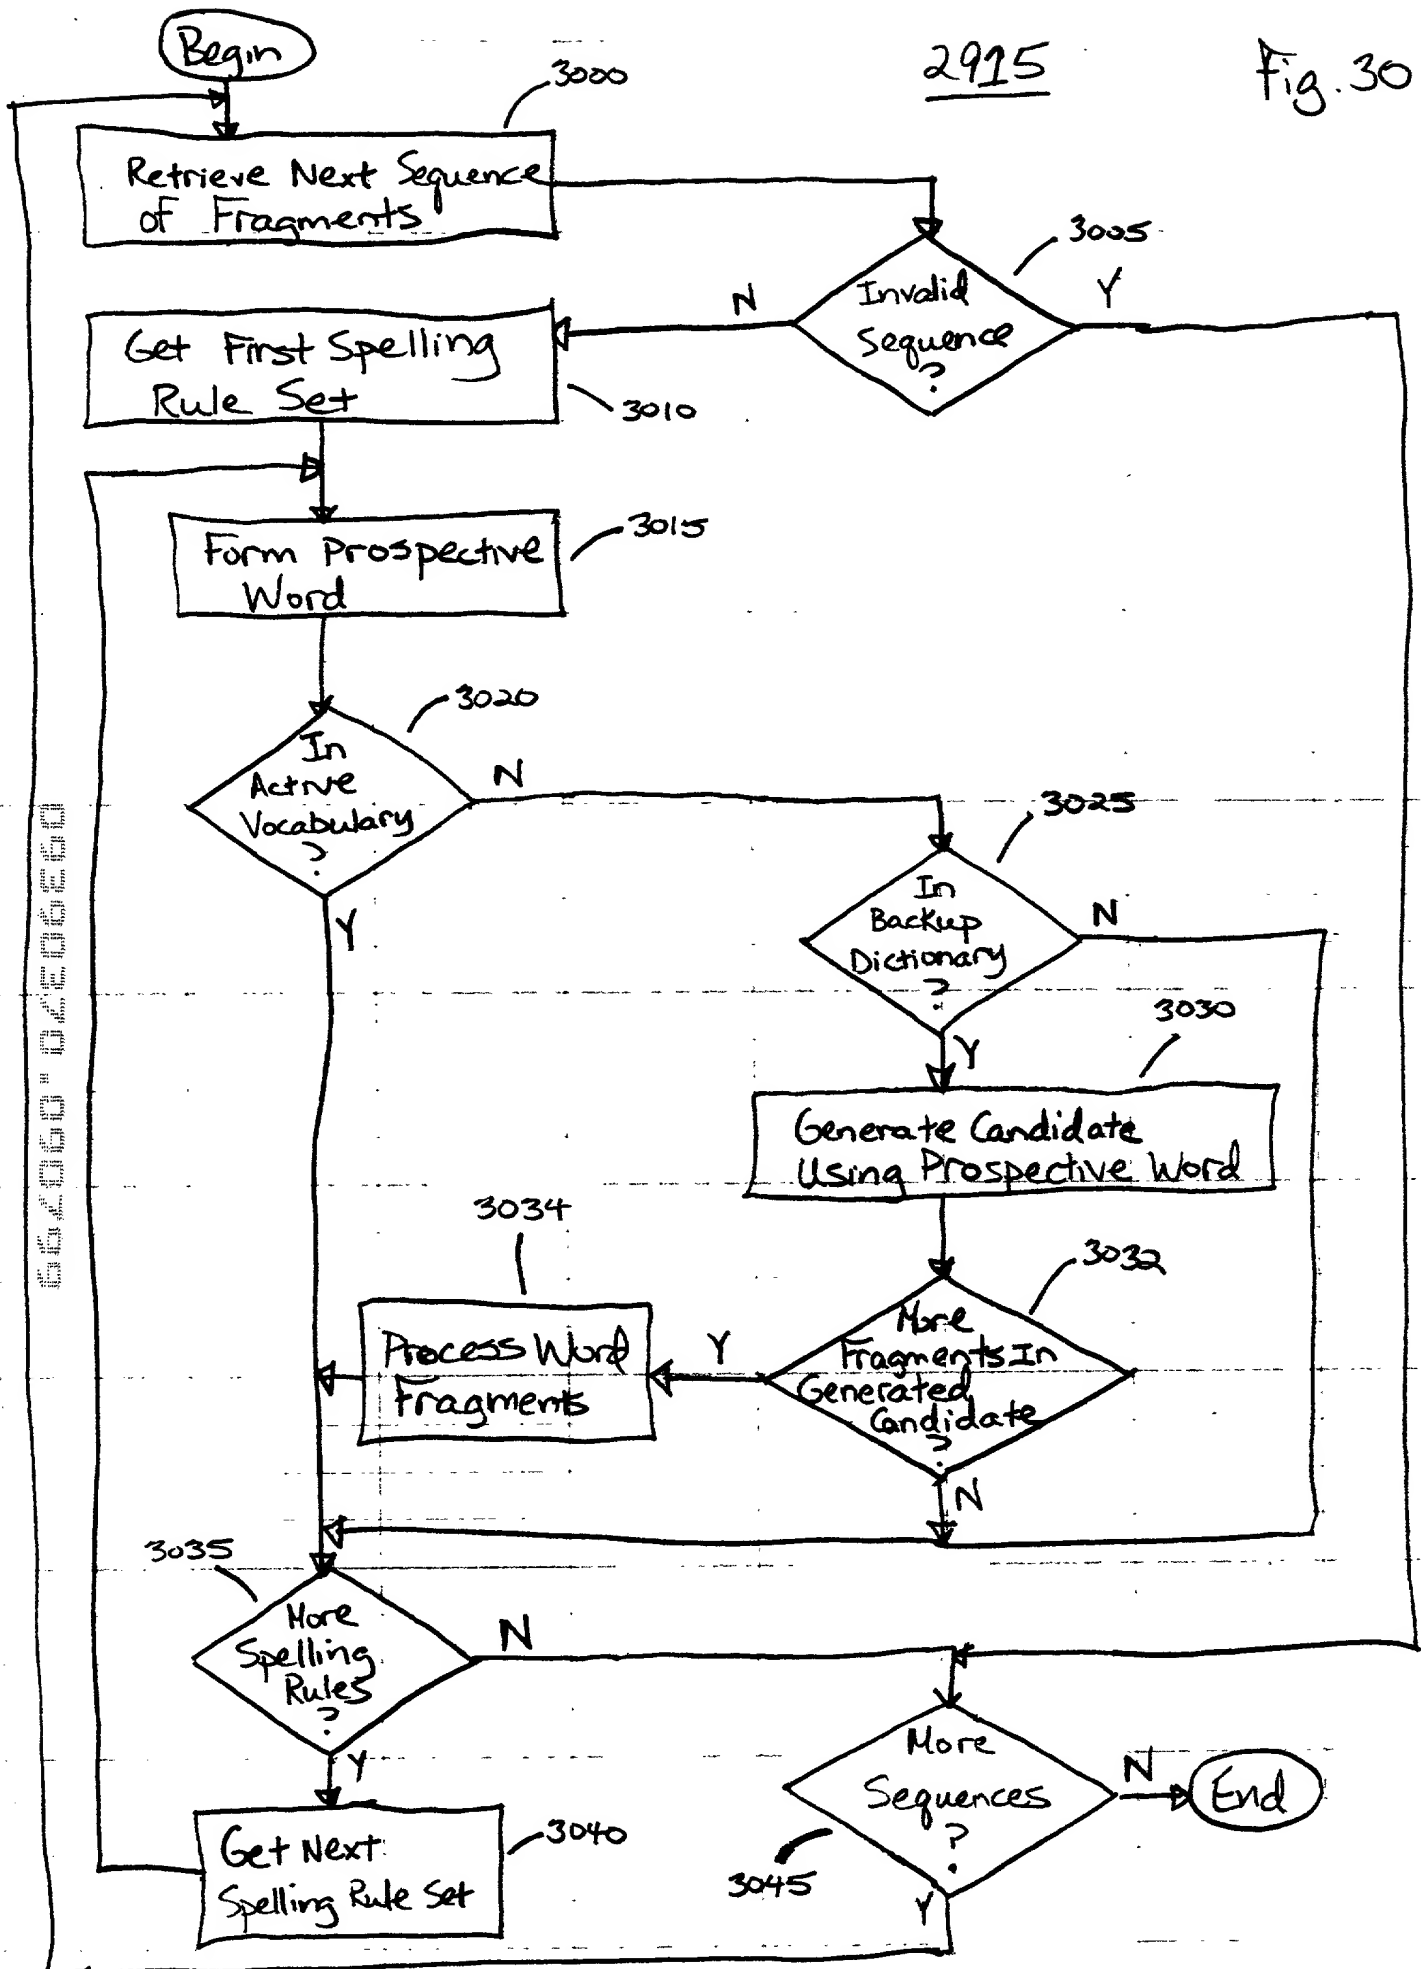 Begin
3000
2915
Fig. 30
Retrieve Next Sequence
of Fragments
3005
Invalid
Sequence
?
N
Y
Get First Spelling
Rule Set
3010
Form Prospective
Word
3015
3020
In
Active
Vocabulary
?
N
Y
3025
In
Backup
Dictionary
?
N
Y
3030
Generate Candidate
Using Prospective Word
3034
3032
More
Fragments In
Generated
Candidate
?
Y
N
Process Word
Fragments
3035
More
Spelling
Rules
?
N
Y
More
Sequences
?
N
End
3045
Y
Get Next
Spelling Rule Set
3040
09390370.090799